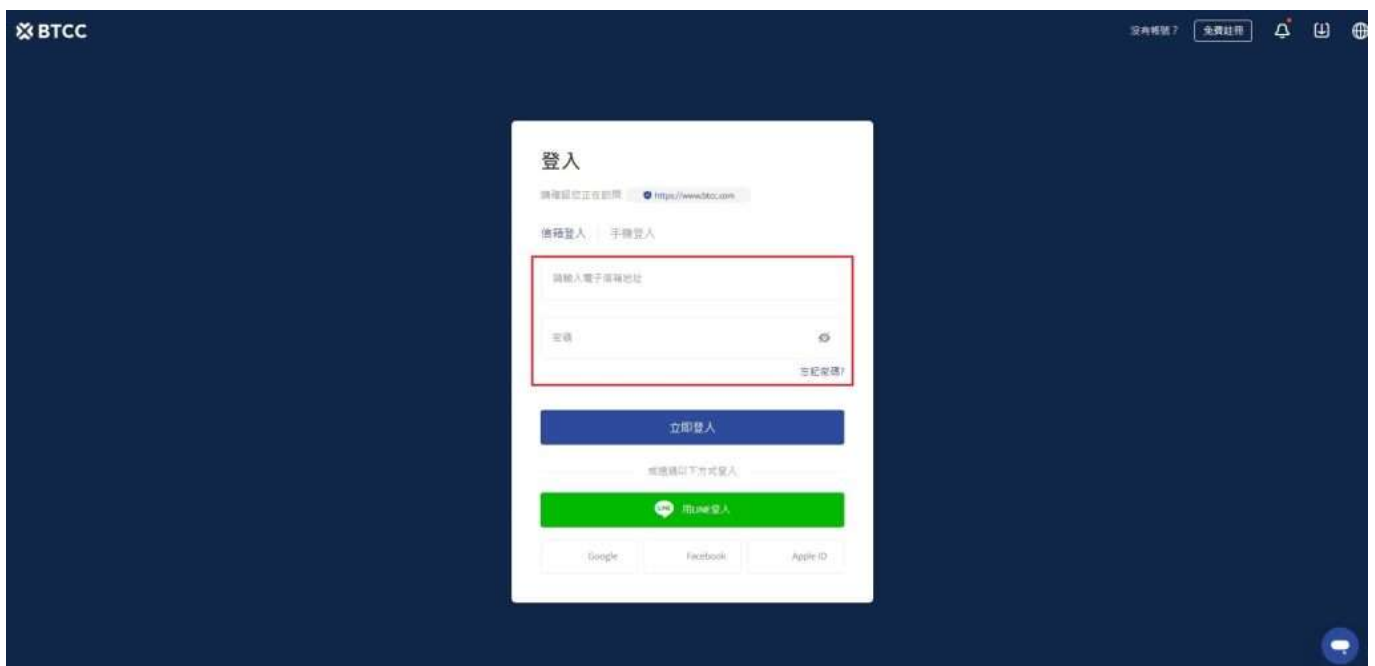 BTCC
沒有帳號？ 免費註冊
登入
請確認您正在訪問 https://www.btcc.com
信箱登入 手機登入
請輸入電子信箱地址
密碼
忘記密碼?
立即登入
或透過以下方式登入
LINE 用LINE登入
Google Facebook Apple ID